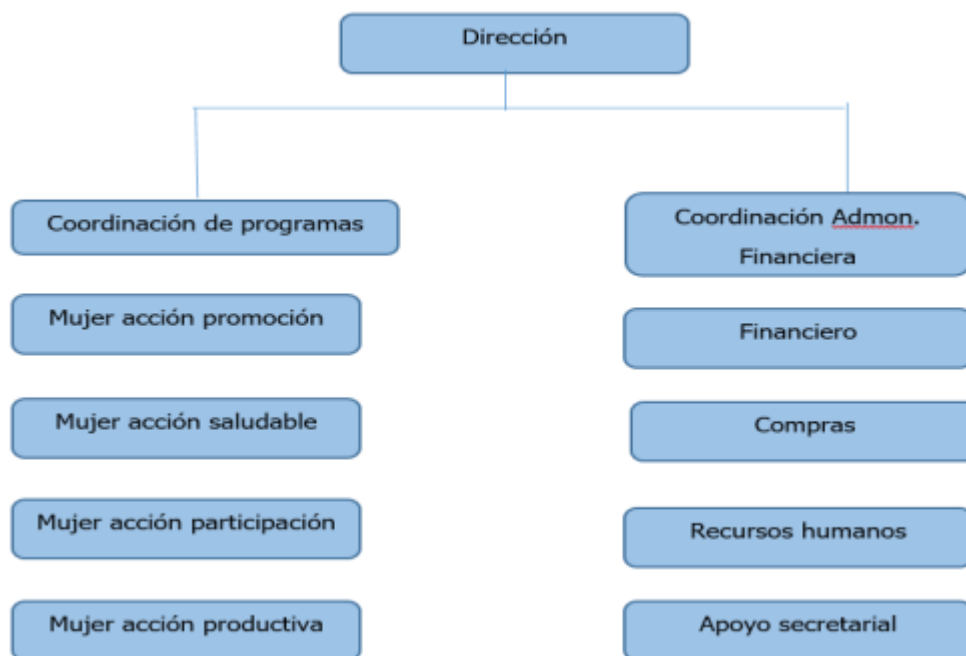 Dirección
Coordinación de programas
Mujer acción promoción
Mujer acción saludable
Mujer acción participación
Mujer acción productiva
Coordinación Admon.
Financiera
Financiero
Compras
Recursos humanos
Apoyo secretarial